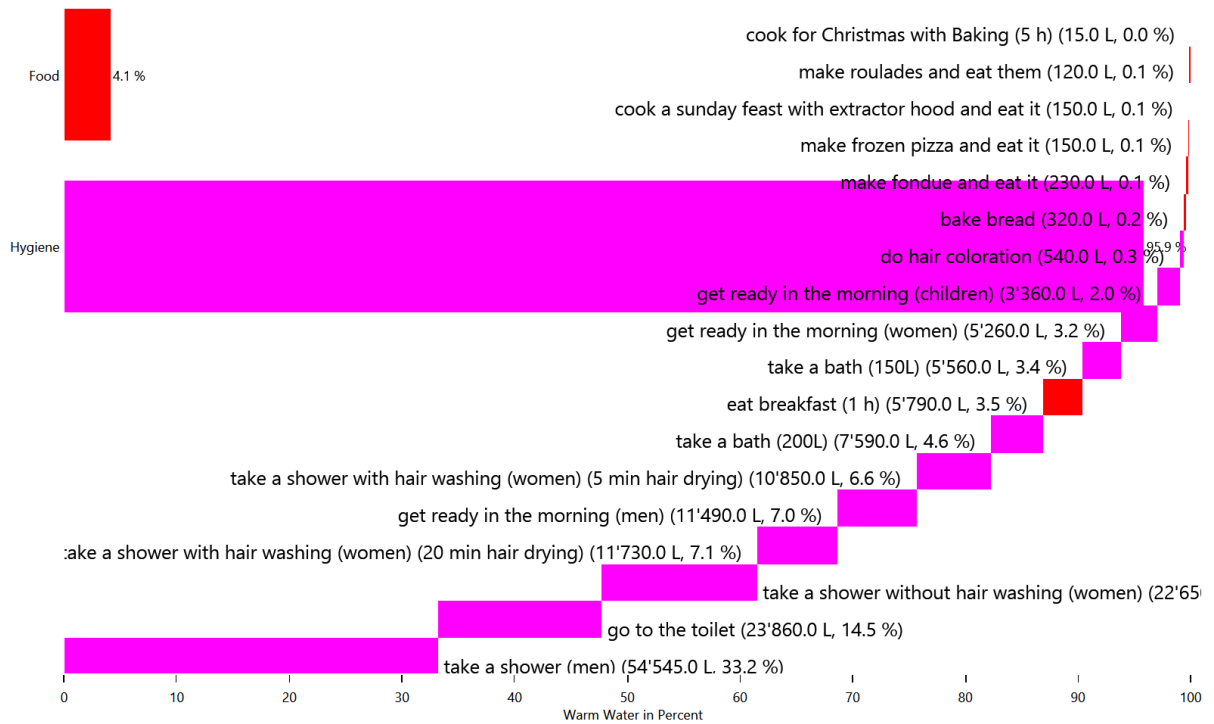 cook for Christmas with Baking (5 h) (15.0 L, 0.0 %)
Food
4.1 %
make roulades and eat them (120.0 L, 0.1 %)
cook a sunday feast with extractor hood and eat it (150.0 L, 0.1 %)
make frozen pizza and eat it (150.0 L, 0.1 %)
make fondue and eat it (230.0 L, 0.1 %)
bake bread (320.0 L, 0.2 %)
Hygiene
95.9 %
do hair coloration (540.0 L, 0.3 %)
get ready in the morning (children) (3'360.0 L, 2.0 %)
get ready in the morning (women) (5'260.0 L, 3.2 %)
take a bath (150L) (5'560.0 L, 3.4 %)
eat breakfast (1 h) (5'790.0 L, 3.5 %)
take a bath (200L) (7'590.0 L, 4.6 %)
take a shower with hair washing (women) (5 min hair drying) (10'850.0 L, 6.6 %)
get ready in the morning (men) (11'490.0 L, 7.0 %)
take a shower with hair washing (women) (20 min hair drying) (11'730.0 L, 7.1 %)
take a shower without hair washing (women) (22'65
go to the toilet (23'860.0 L, 14.5 %)
take a shower (men) (54'545.0 L, 33.2 %)
0 10 20 30 40 50 60 70 80 90 100
Warm Water in Percent